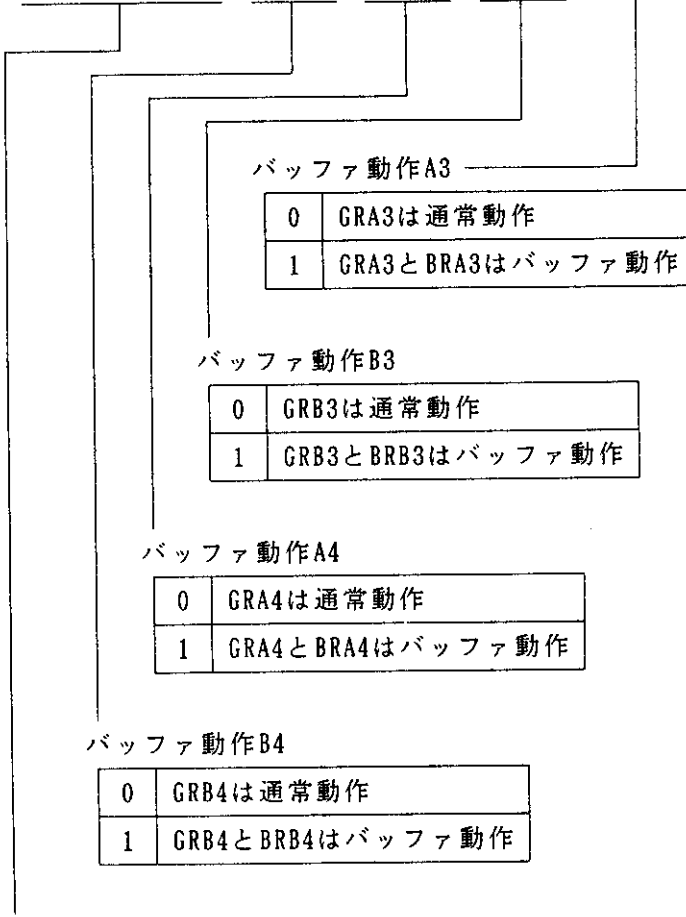 バッファ動作A3
0 GRA3は通常動作
1 GRA3とBRA3はバッファ動作
バッファ動作B3
0 GRB3は通常動作
1 GRB3とBRB3はバッファ動作
バッファ動作A4
0 GRA4は通常動作
1 GRA4とBRA4はバッファ動作
バッファ動作B4
0 GRB4は通常動作
1 GRB4とBRB4はバッファ動作